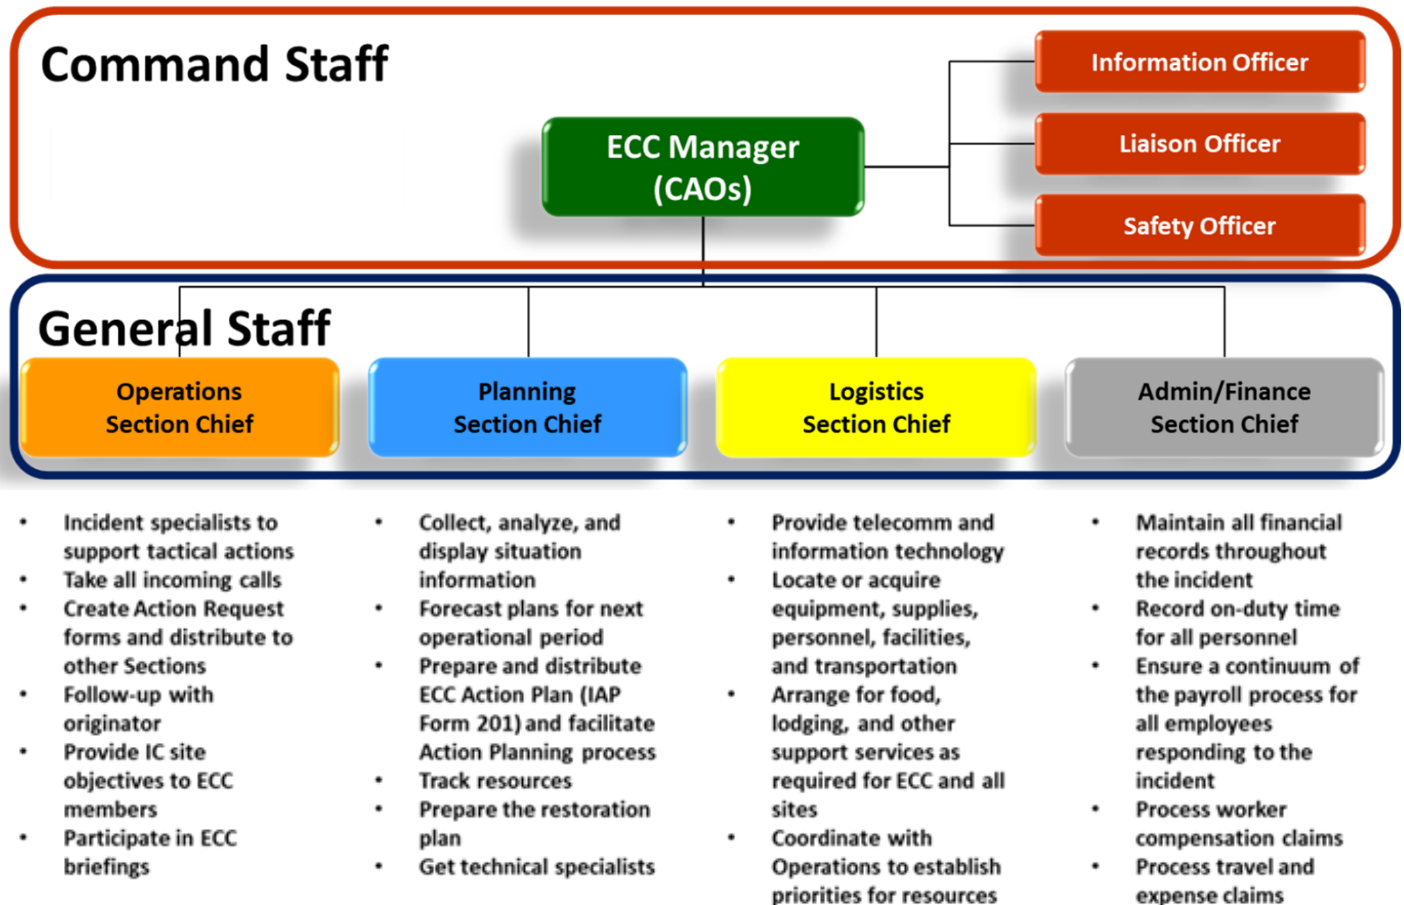 Command Staff
Information Officer
ECC Manager
(CAOs)
Liaison Officer
Safety Officer
General Staff
Operations
Section Chief
Planning
Section Chief
Logistics
Section Chief
Admin/Finance
Section Chief
• Incident specialists to
support tactical actions
• Take all incoming calls
• Create Action Request
forms and distribute to
other Sections
• Follow-up with
originator
• Provide IC site
objectives to ECC
members
• Participate in ECC
briefings
• Collect, analyze, and
display situation
information
• Forecast plans for next
operational period
• Prepare and distribute
ECC Action Plan (IAP
Form 201) and facilitate
Action Planning process
• Track resources
• Prepare the restoration
plan
• Get technical specialists
• Provide telecomm and
information technology
• Locate or acquire
equipment, supplies,
personnel, facilities,
and transportation
• Arrange for food,
lodging, and other
support services as
required for ECC and all
sites
• Coordinate with
Operations to establish
priorities for resources
• Maintain all financial
records throughout
the incident
• Record on-duty time
for all personnel
• Ensure a continuum of
the payroll process for
all employees
responding to the
incident
• Process worker
compensation claims
• Process travel and
expense claims